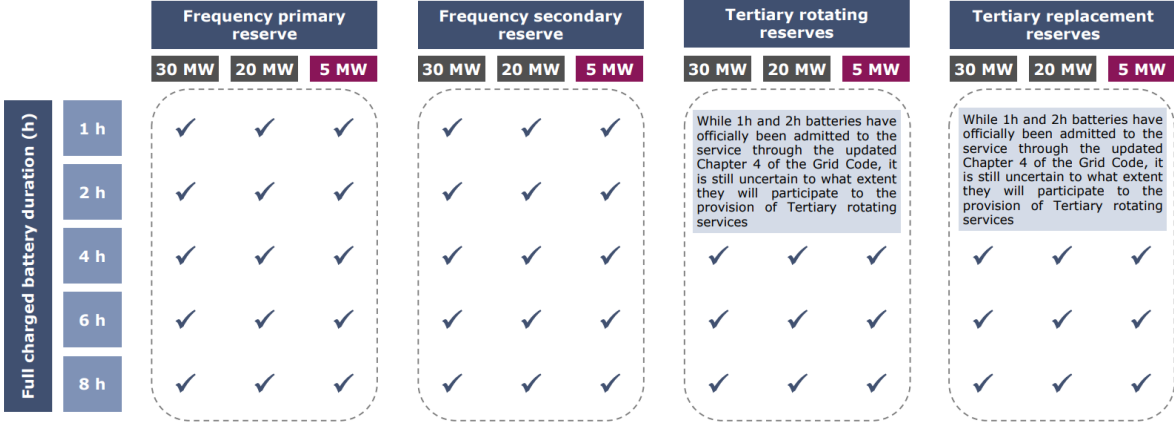 Frequency primary
reserve
Frequency secondary
reserve
Tertiary rotating
reserves
Tertiary replacement
reserves
30 MW 20 MW 5 MW
30 MW 20 MW 5 MW
30 MW 20 MW 5 MW
30 MW 20 MW 5 MW
Full charged battery duration (h)
1 h
2 h
4 h
6 h
8 h
While 1h and 2h batteries have
officially been admitted to the
service through the updated
Chapter 4 of the Grid Code, it
is still uncertain to what extent
they will participate to the
provision of Tertiary rotating
services
While 1h and 2h batteries have
officially been admitted to the
service through the updated
Chapter 4 of the Grid Code, it
is still uncertain to what extent
they will participate to the
provision of Tertiary rotating
services